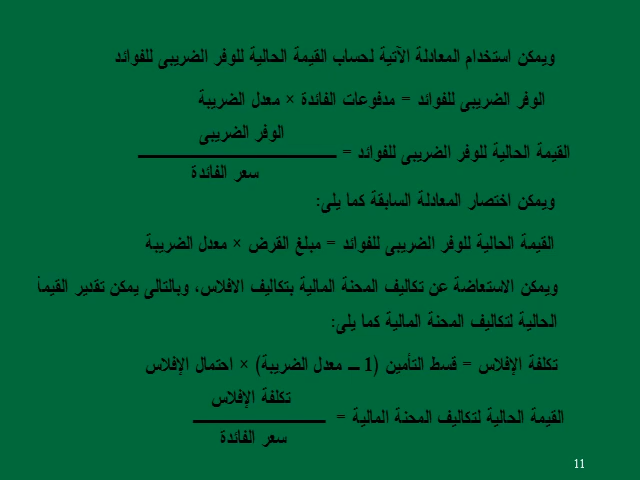 ويمكن استخدام المعادلة الآتية لحساب القيمة الحالية للوفر الضريبى للفوائد
الوفر الضريبى للفوائد = مدفوعات الفائدة × معدل الضريبة
الوفر الضريبى
القيمة الحالية للوفر الضريبى للفوائد =
سعر الفائدة
ويمكن اختصار المعادلة السابقة كما يلى:
القيمة الحالية للوفر الضريبى للفوائد = مبلغ القرض × معدل الضريبة
ويمكن الاستعاضة عن تكاليف المحنة المالية بتكاليف الافلاس، وبالتالى يمكن تقدير القيمة
الحالية لتكاليف المحنة المالية كما يلى:
تكلفة الإفلاس = قسط التأمين (1 – معدل الضريبة) × احتمال الإفلاس
تكلفة الإفلاس
القيمة الحالية لتكاليف المحنة المالية =
سعر الفائدة
11